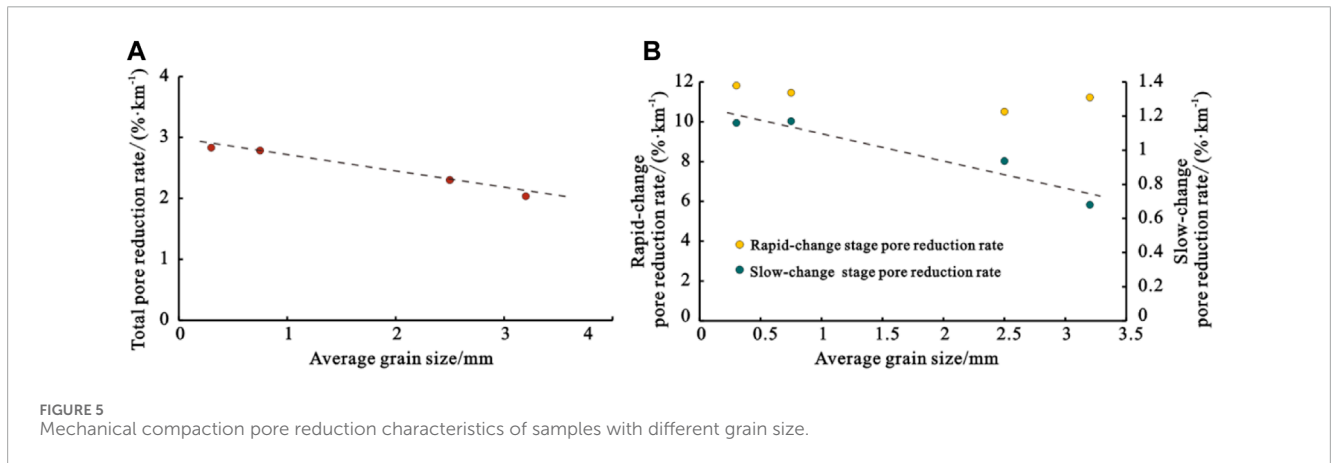 A
Total pore reduction rate/(%·km⁻¹)
4
3
2
1
0
0 1 2 3 4
Average grain size/mm
B
Rapid-change
pore reduction rate/(%·km⁻¹)
12
10
8
6
4
2
0
Rapid-change stage pore reduction rate
Slow-change stage pore reduction rate
1.4
1.2
1
0.8
0.6
0.4
0.2
0
Slow-change
pore reduction rate/(%·km⁻¹)
0 0.5 1 1.5 2 2.5 3 3.5
Average grain size/mm
FIGURE 5
Mechanical compaction pore reduction characteristics of samples with different grain size.